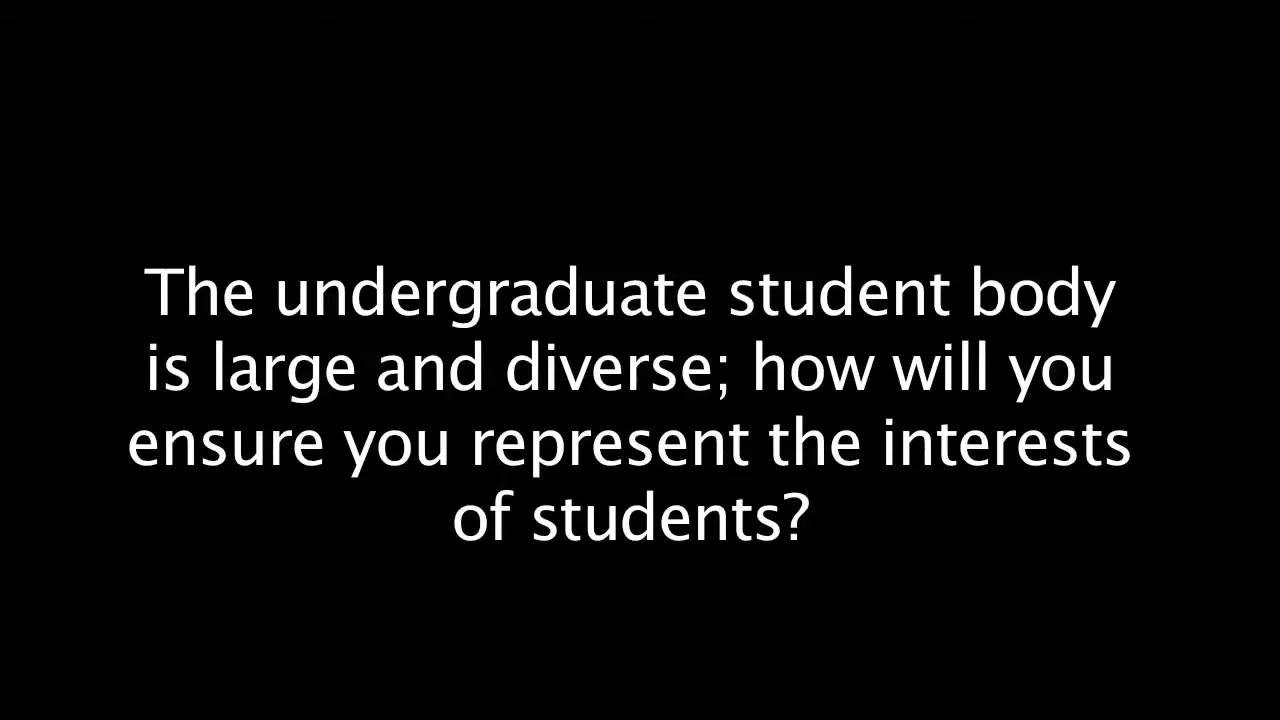 The undergraduate student body
is large and diverse; how will you
ensure you represent the interests
of students?